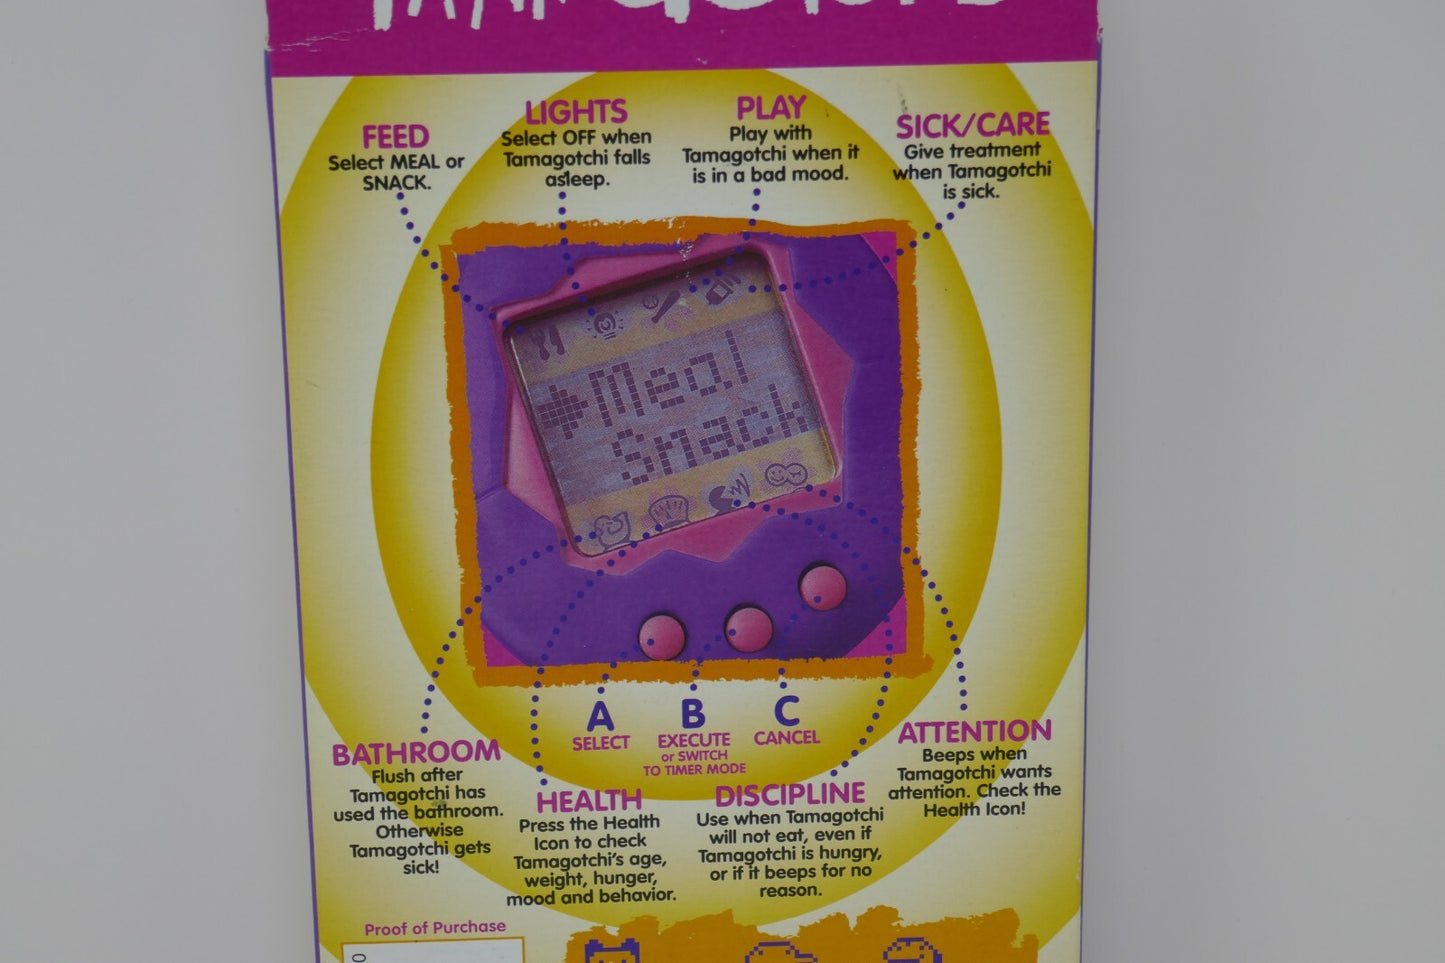 TAMAGOTCHI
FEED
Select MEAL or
SNACK.
LIGHTS
Select OFF when
Tamagotchi falls
asleep.
PLAY
Play with
Tamagotchi when it
is in a bad mood.
SICK/CARE
Give treatment
when Tamagotchi
is sick.
Meal
Snack
A
SELECT
B
EXECUTE
or SWITCH
TO TIMER MODE
C
CANCEL
BATHROOM
Flush after
Tamagotchi has
used the bathroom.
Otherwise
Tamagotchi gets
sick!
HEALTH
Press the Health
Icon to check
Tamagotchi's age,
weight, hunger,
mood and behavior.
DISCIPLINE
Use when Tamagotchi
will not eat, even if
Tamagotchi is hungry,
or if it beeps for no
reason.
ATTENTION
Beeps when
Tamagotchi wants
attention. Check the
Health Icon!
Proof of Purchase
0